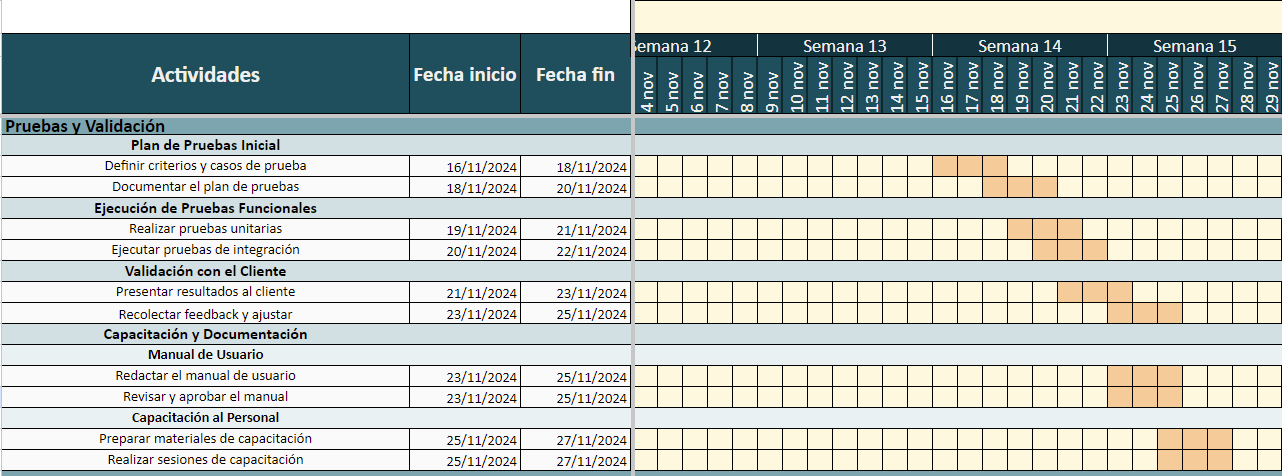 Semana 12 Semana 13 Semana 14 Semana 15
Actividades Fecha inicio Fecha fin 4 nov 5 nov 6 nov 7 nov 8 nov 9 nov 10 nov 11 nov 12 nov 13 nov 14 nov 15 nov 16 nov 18 nov 19 nov 20 nov 21 nov 22 nov 23 nov 24 nov 25 nov 26 nov 27 nov 28 nov 29 nov
Pruebas y Validación
Plan de Pruebas Inicial
Definir criterios y casos de prueba 16/11/2024 18/11/2024
Documentar el plan de pruebas 18/11/2024 20/11/2024
Ejecución de Pruebas Funcionales
Realizar pruebas unitarias 19/11/2024 21/11/2024
Ejecutar pruebas de integración 20/11/2024 22/11/2024
Validación con el Cliente
Presentar resultados al cliente 21/11/2024 23/11/2024
Recolectar feedback y ajustar 23/11/2024 25/11/2024
Capacitación y Documentación
Manual de Usuario
Redactar el manual de usuario 23/11/2024 25/11/2024
Revisar y aprobar el manual 23/11/2024 25/11/2024
Capacitación al Personal
Preparar materiales de capacitación 25/11/2024 27/11/2024
Realizar sesiones de capacitación 25/11/2024 27/11/2024